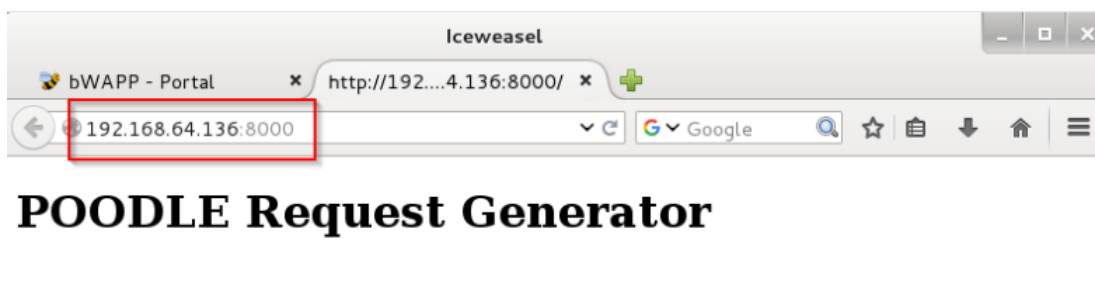 Iceweasel
bWAPP - Portal
http://192....4.136:8000/
192.168.64.136:8000
Google
POODLE Request Generator